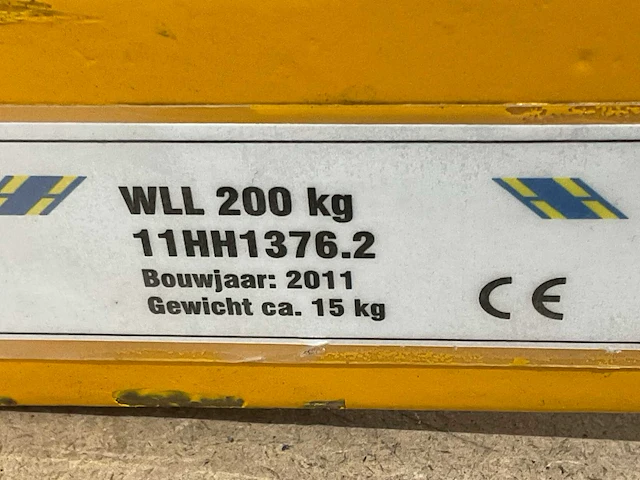 WLL 200 kg
11HH1376.2
Bouwjaar: 2011
Gewicht ca. 15 kg
CE